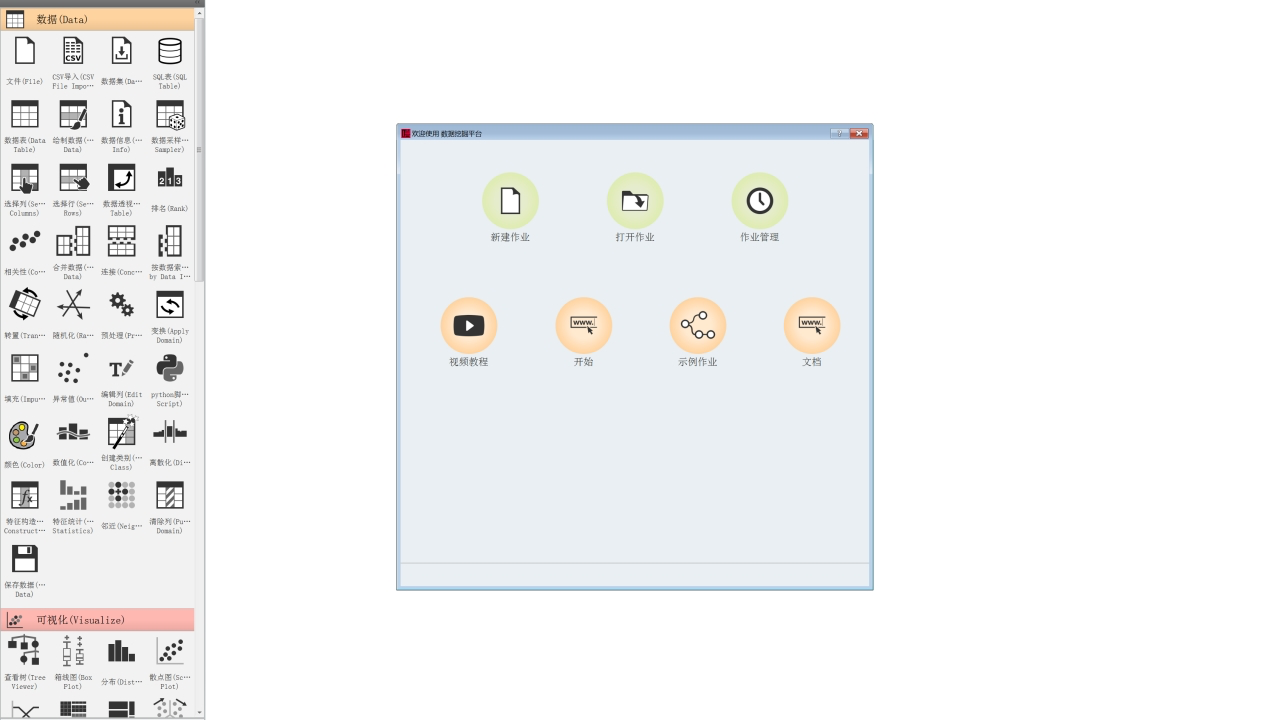 数据(Data)
文件(File)
CSV导入(CSV
File Impo…
数据集(Da…
SQL表(SQL
Table)
数据表(Data
Table)
绘制数据(…
Data)
数据信息(…
Info)
数据采样…
Sampler)
选择列(Se…
Columns)
选择行(Se…
Rows)
数据透视…
Table)
排名(Rank)
相关性(Co…
合并数据(…
Data)
连接(Conc…
按数据索…
by Data I…
转置(Tran…
随机化(Ra…
预处理(Pr…
变换(Apply
Domain)
填充(Impu…
异常值(Ou…
编辑列(Edit
Domain)
python脚…
Script)
颜色(Color)
数值化(Co…
创建类别(…
Class)
离散化(Di…
特征构造…
Construct…
特征统计(…
Statistics)
邻近(Neig…
清除列(Pu…
Domain)
保存数据(…
Data)
可视化(Visualize)
查看树(Tree
Viewer)
箱线图(Box
Plot)
分布(Dist…
散点图(Sc…
Plot)
欢迎使用 数据挖掘平台
新建作业
打开作业
作业管理
www.
www.
视频教程
开始
示例作业
文档